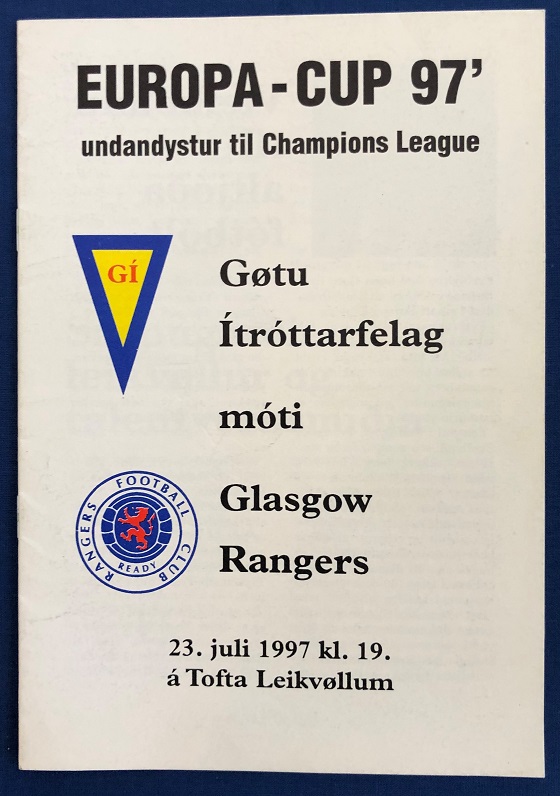 EUROPA - CUP 97'
undandystur til Champions League
GÍ
Gøtu
Ítróttarfelag
móti
RANGERS FOOTBALL CLUB
READY
Glasgow
Rangers
23. juli 1997 kl. 19.
á Tofta Leikvøllum